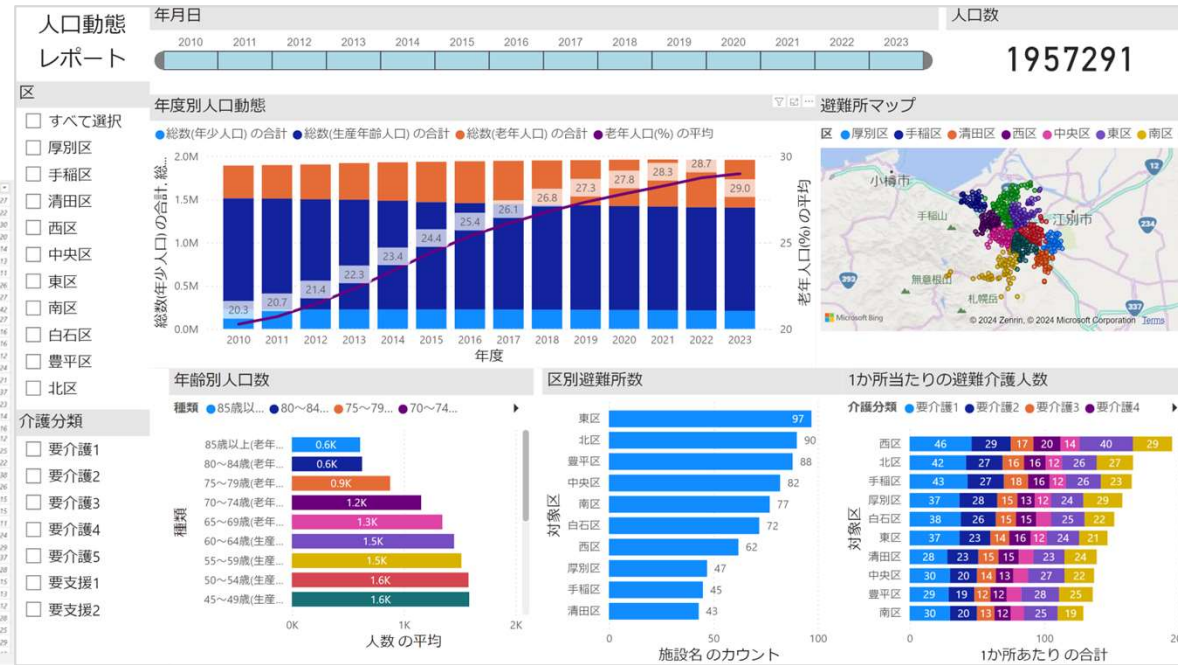 人口動態
レポート
年月日
2010 2011 2012 2013 2014 2015 2016 2017 2018 2019 2020 2021 2022 2023
人口数
1957291
区
すべて選択
厚別区
手稲区
清田区
西区
中央区
東区
南区
白石区
豊平区
北区
介護分類
要介護1
要介護2
要介護3
要介護4
要介護5
要支援1
要支援2
年度別人口動態
総数(年少人口) の合計 総数(生産年齢人口) の合計 総数(老年人口) の合計 老年人口(%) の平均
総数(年少人口) の合計, 総...
2.0M
1.5M
1.0M
0.5M
0.0M
20.3 20.7 21.4 22.3 23.4 24.4 25.4 26.1 26.8 27.3 27.8 28.3 28.7 29.0
30
25
20
老年人口(%) の平均
2010 2011 2012 2013 2014 2015 2016 2017 2018 2019 2020 2021 2022 2023
年度
避難所マップ
区 厚別区 手稲区 清田区 西区 中央区 東区 南区
小樽市
手稲山
江別市
無意根山
札幌岳
12
234
393
337
Microsoft Bing
© 2024 Zenrin, © 2024 Microsoft Corporation Terms
年齢別人口数
種類 85歳以... 80～84... 75～79... 70～74...
種類
85歳以上(老年... 0.6K
80～84歳(老年... 0.6K
75～79歳(老年... 0.9K
70～74歳(老年... 1.2K
65～69歳(老年... 1.3K
60～64歳(生産... 1.5K
55～59歳(生産... 1.5K
50～54歳(生産... 1.6K
45～49歳(生産... 1.6K
0K 1K 2K
人数 の平均
区別避難所数
対象区
東区 97
北区 90
豊平区 88
中央区 82
南区 77
白石区 72
西区 62
厚別区 47
手稲区 45
清田区 43
0 50 100
施設名 のカウント
1か所当たりの避難介護人数
介護分類 要介護1 要介護2 要介護3 要介護4
対象区
西区 46 29 17 20 14 40 29
北区 42 27 16 16 12 26 27
手稲区 43 27 18 16 12 26 23
厚別区 37 28 15 13 12 24 29
白石区 38 26 15 15 25 22
東区 37 23 14 16 12 24 21
清田区 28 23 15 15 23 24
中央区 30 20 14 13 27 22
豊平区 29 19 12 12 28 25
南区 30 20 13 12 25 19
0 100 20
1か所あたり の合計